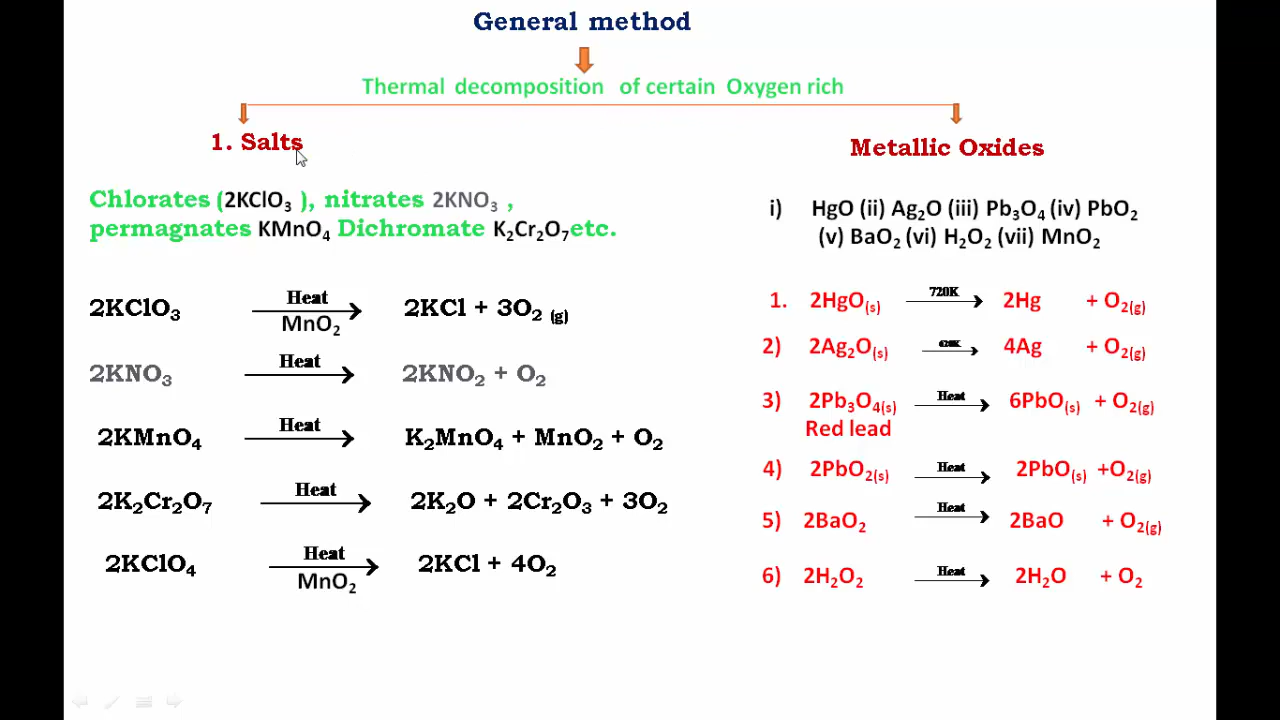 General method
Thermal decomposition of certain Oxygen rich
1. Salts
Chlorates (2KClO₃ ), nitrates 2KNO₃ ,
permagnates KMnO₄ Dichromate K₂Cr₂O₇etc.
2KClO₃ Heat MnO₂ 2KCl + 3O₂ (g)
2KNO₃ Heat 2KNO₂ + O₂
2KMnO₄ Heat K₂MnO₄ + MnO₂ + O₂
2K₂Cr₂O₇ Heat 2K₂O + 2Cr₂O₃ + 3O₂
2KClO₄ Heat MnO₂ 2KCl + 4O₂
Metallic Oxides
i) HgO (ii) Ag₂O (iii) Pb₃O₄ (iv) PbO₂
(v) BaO₂ (vi) H₂O₂ (vii) MnO₂
1. 2HgO(s) 720K 2Hg + O₂(g)
2) 2Ag₂O(s) 4Ag + O₂(g)
3) 2Pb₃O₄(s) Heat 6PbO(s) + O₂(g)
Red lead
4) 2PbO₂(s) Heat 2PbO(s) +O₂(g)
5) 2BaO₂ Heat 2BaO + O₂(g)
6) 2H₂O₂ Heat 2H₂O + O₂